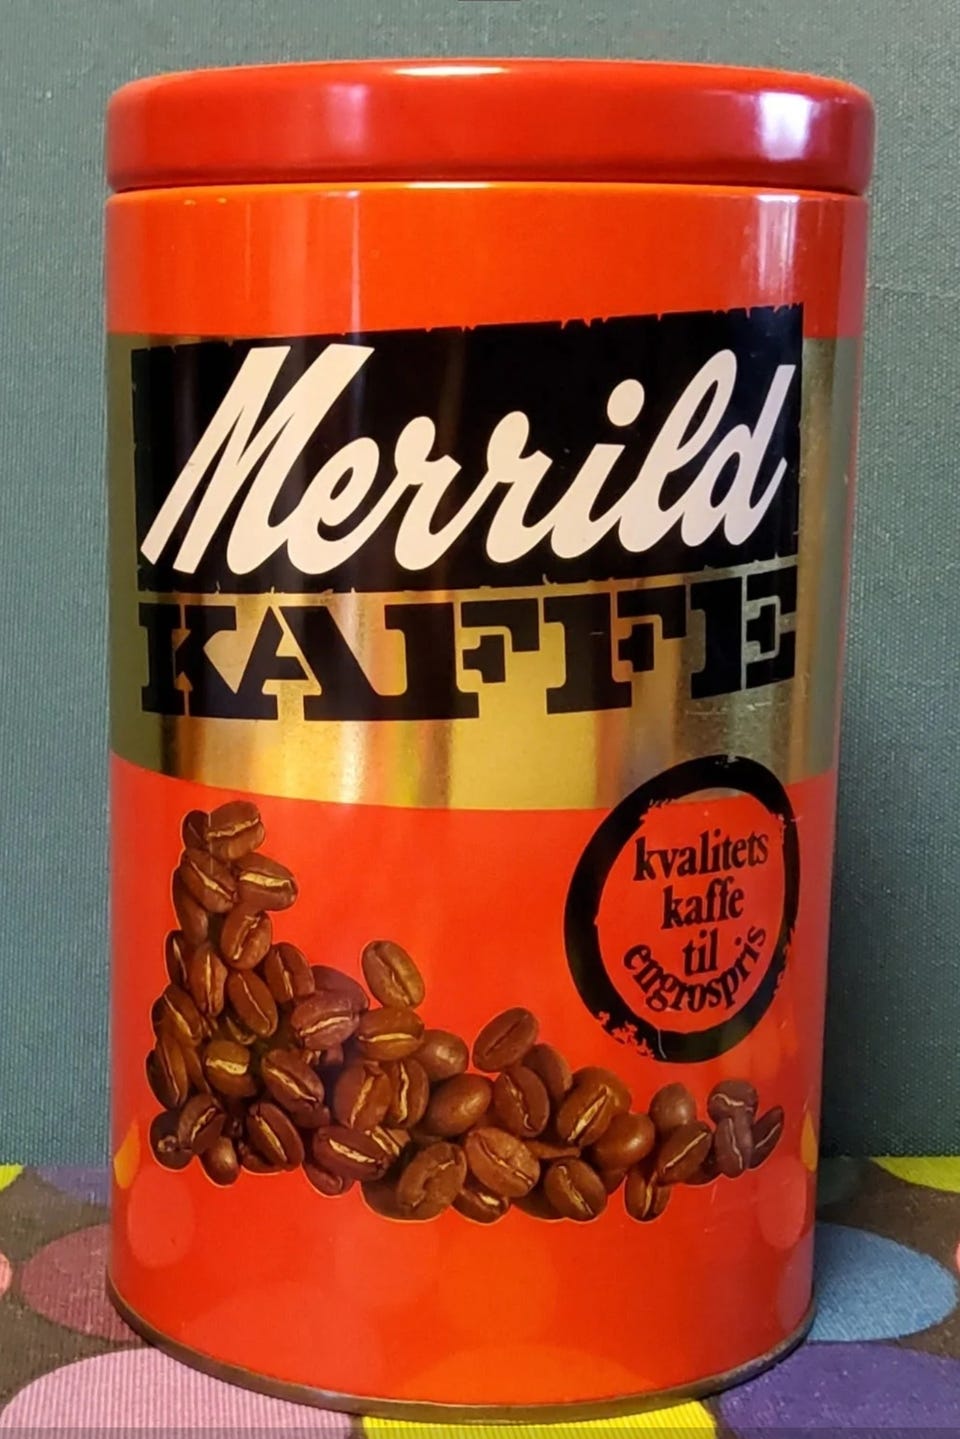 Merrild
KAFFE
kvalitets
kaffe
til
engrospris